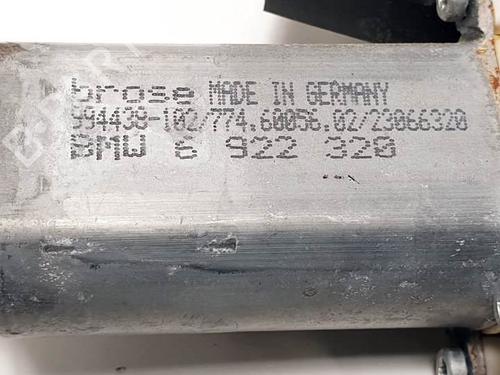 brose MADE IN GERMANY
994438-102/774.60056.02/23066320
BMW 6 922 320